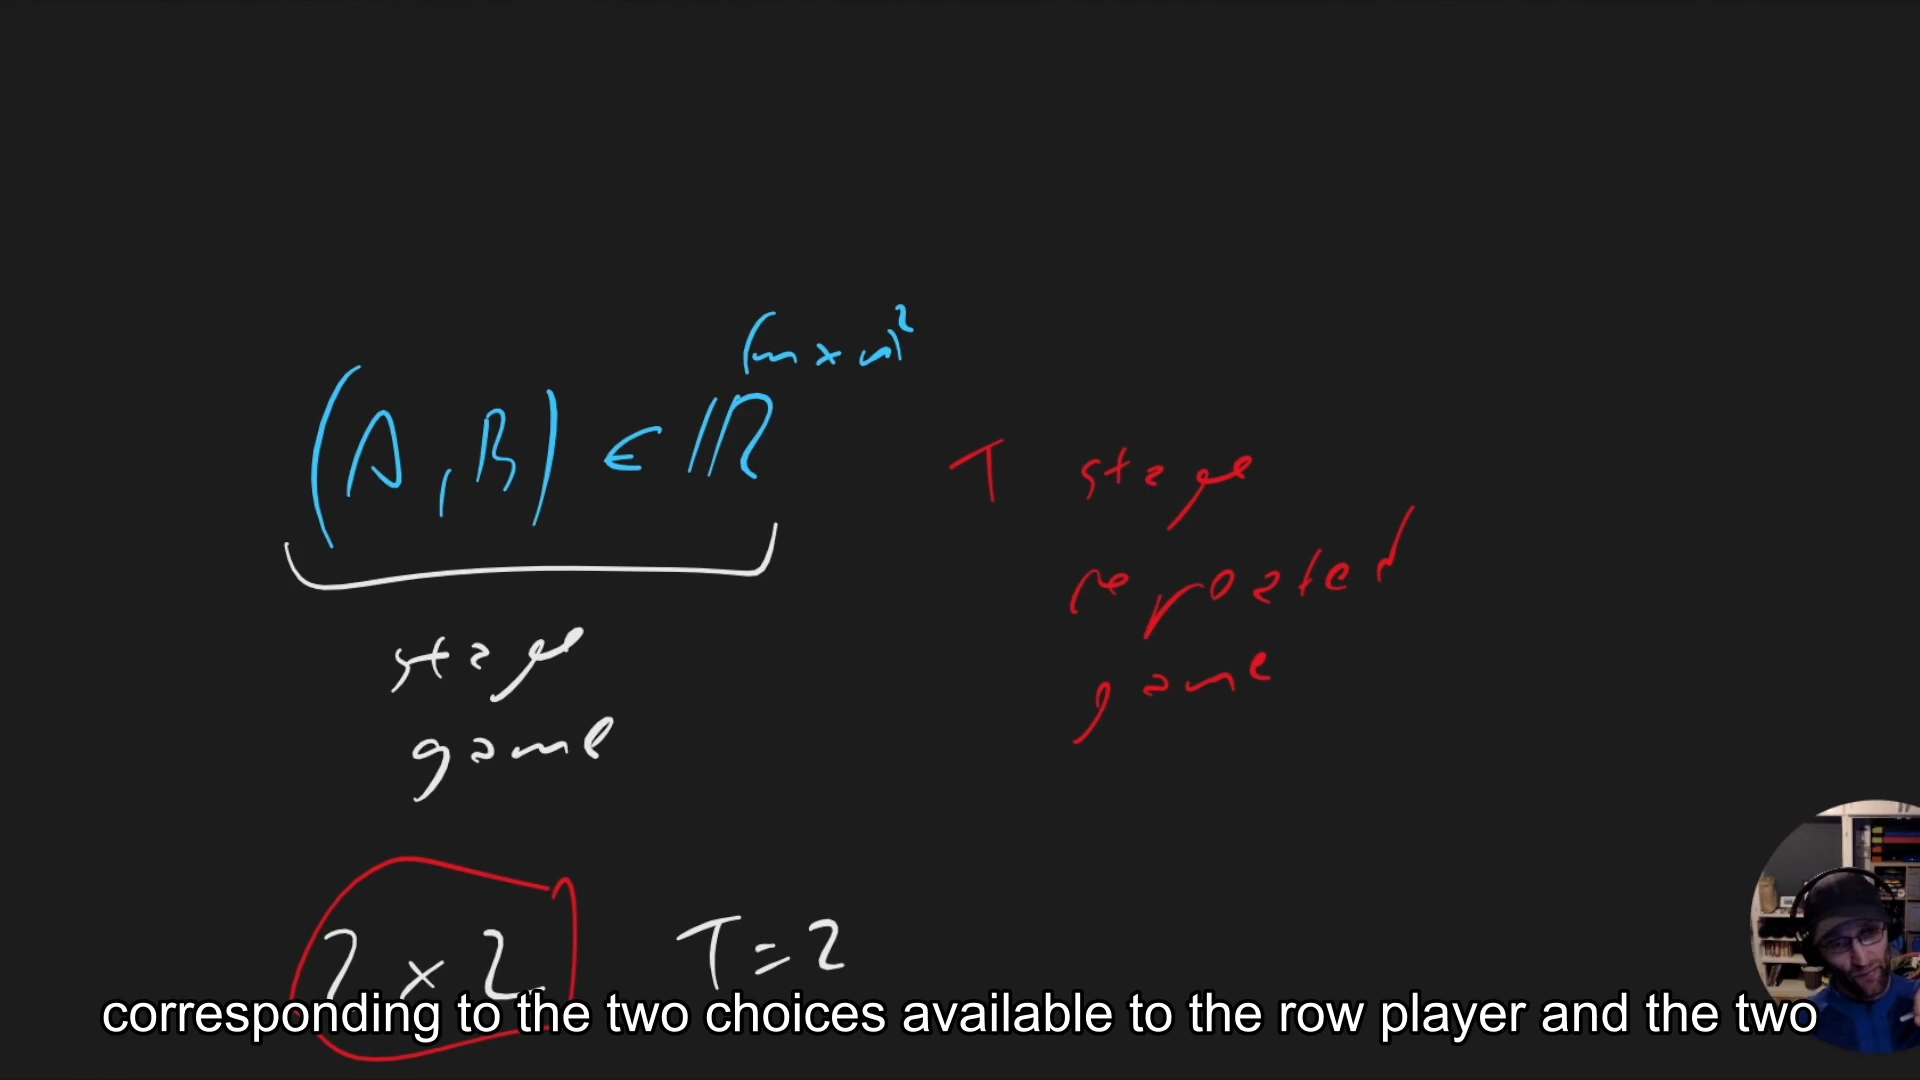 (A, B) ∈ ℝ^(m × n)²
T stage
repeated
game
stage
game
2 × 2 T = 2
corresponding to the two choices available to the row player and the two